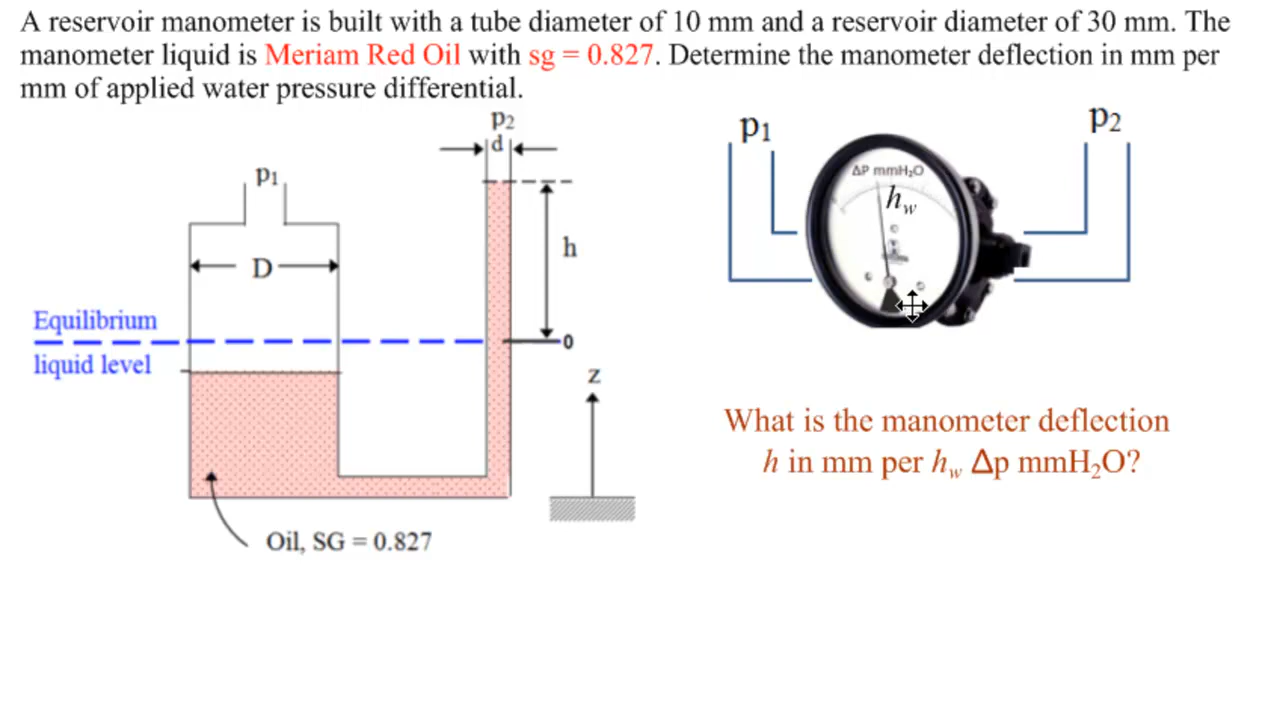 A reservoir manometer is built with a tube diameter of 10 mm and a reservoir diameter of 30 mm. The
manometer liquid is Meriam Red Oil with sg = 0.827. Determine the manometer deflection in mm per
mm of applied water pressure differential.
p₂
d
p₁
D
h
Equilibrium
liquid level
0
z
Oil, SG = 0.827
p₁
p₂
ΔP mmH₂O
h_w
What is the manometer deflection
h in mm per h_w Δp mmH₂O?